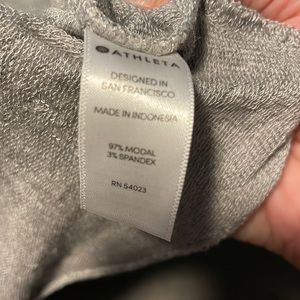 ATHLETA
DESIGNED IN
SAN FRANCISCO
MADE IN INDONESIA
97% MODAL
3% SPANDEX
RN 54023